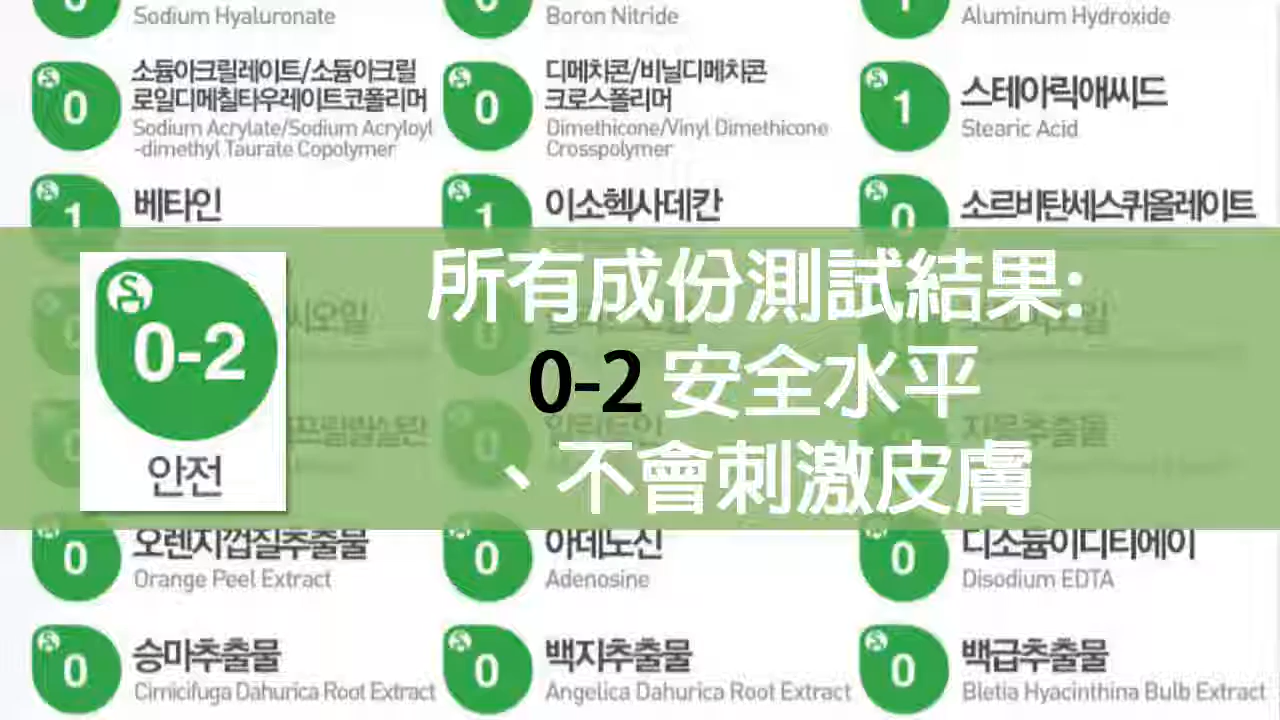 Sodium Hyaluronate
Boron Nitride
Aluminum Hydroxide
0
소듐아크릴레이트/소듐아크릴
로일디메칠타우레이트코폴리머
Sodium Acrylate/Sodium Acryloyl
-dimethyl Taurate Copolymer
0
디메치콘/비닐디메치콘
크로스폴리머
Dimethicone/Vinyl Dimethicone
Crosspolymer
1
스테아릭애씨드
Stearic Acid
1
베타인
1
이소헥사데칸
0
소르비탄세스퀴올레이트
0-2
안전
所有成份測試結果:
0-2 安全水平
、不會刺激皮膚
0
오렌지껍질추출물
Orange Peel Extract
0
아데노신
Adenosine
0
디소듐이디티에이
Disodium EDTA
0
승마추출물
Cimicifuga Dahurica Root Extract
0
백지추출물
Angelica Dahurica Root Extract
0
백급추출물
Bletia Hyacinthina Bulb Extract